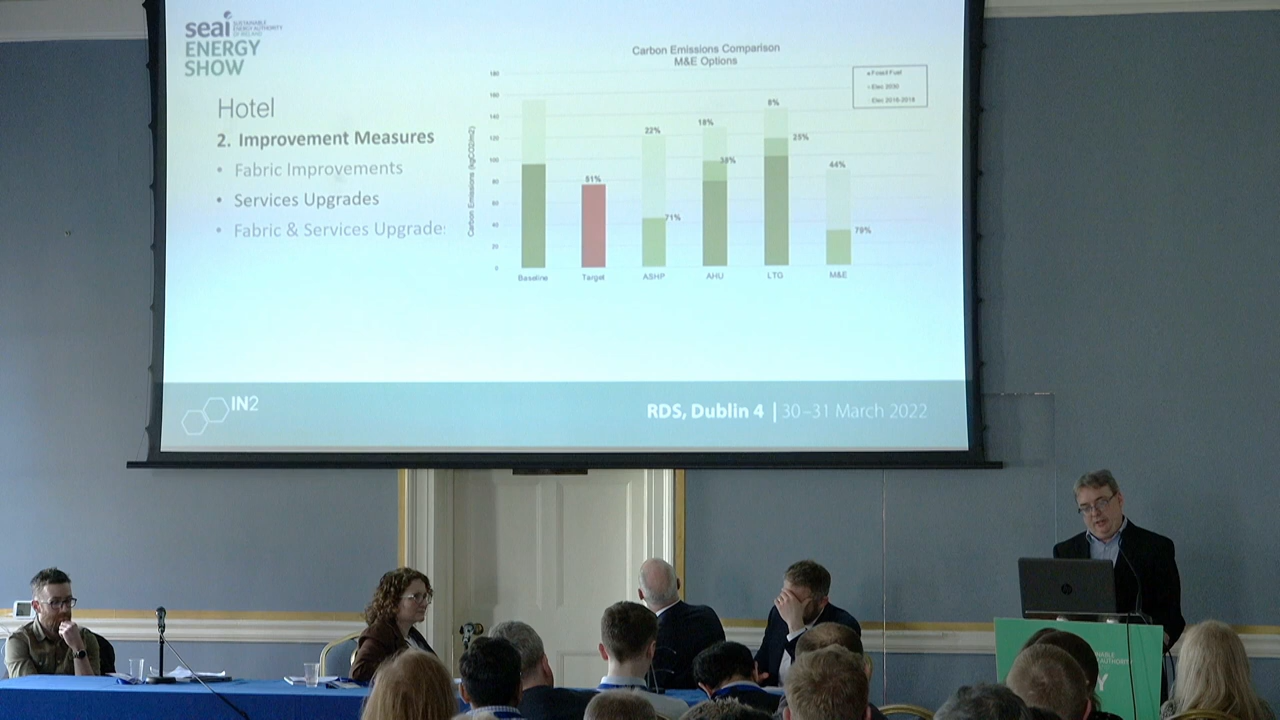 seai SUSTAINABLE ENERGY AUTHORITY OF IRELAND
ENERGY
SHOW
Hotel
2. Improvement Measures
• Fabric Improvements
• Services Upgrades
• Fabric & Services Upgrade
Carbon Emissions Comparison
M&E Options
Fossil Fuel
Elec 2030
Elec 2016-2018
Carbon Emissions (kgCO2/m2)
180
160
140
120
100
80
60
40
20
0
51%
22%
71%
18%
38%
8%
25%
44%
79%
Baseline Target ASHP AHU LTG M&E
IN2
RDS, Dublin 4 | 30–31 March 2022